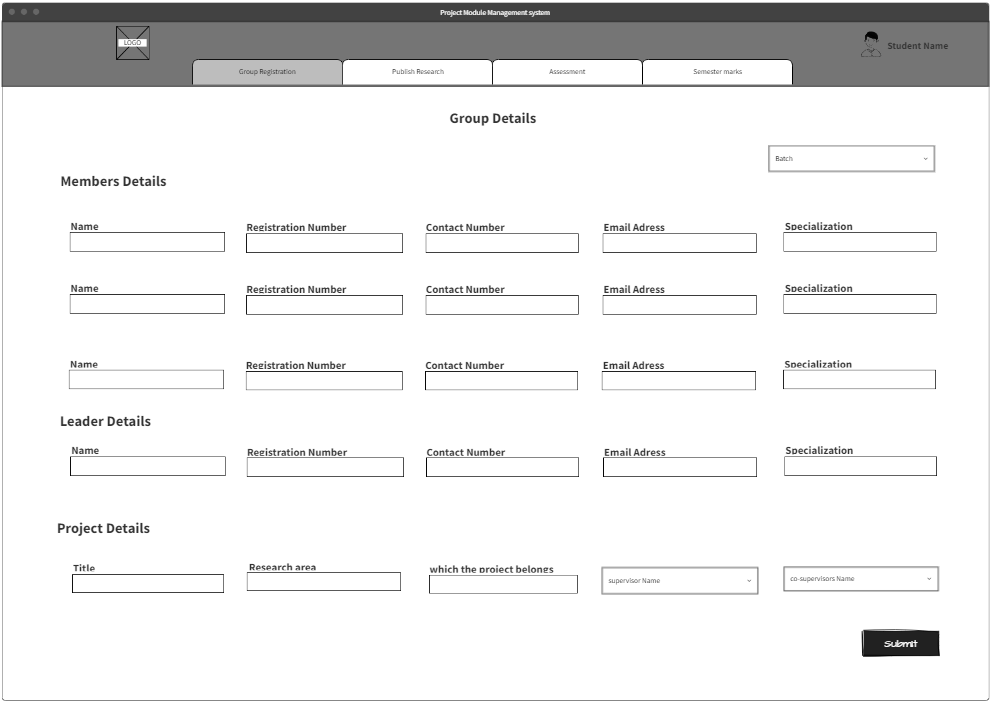 Project Module Management system
LOGO
Student Name
Group Registration
Publish Research
Assessment
Semester marks
Group Details
Batch
Members Details
Name
Registration Number
Contact Number
Email Adress
Specialization
Name
Registration Number
Contact Number
Email Adress
Specialization
Name
Registration Number
Contact Number
Email Adress
Specialization
Leader Details
Name
Registration Number
Contact Number
Email Adress
Specialization
Project Details
Title
Research area
which the project belongs
supervisor Name
co-supervisors Name
Submit